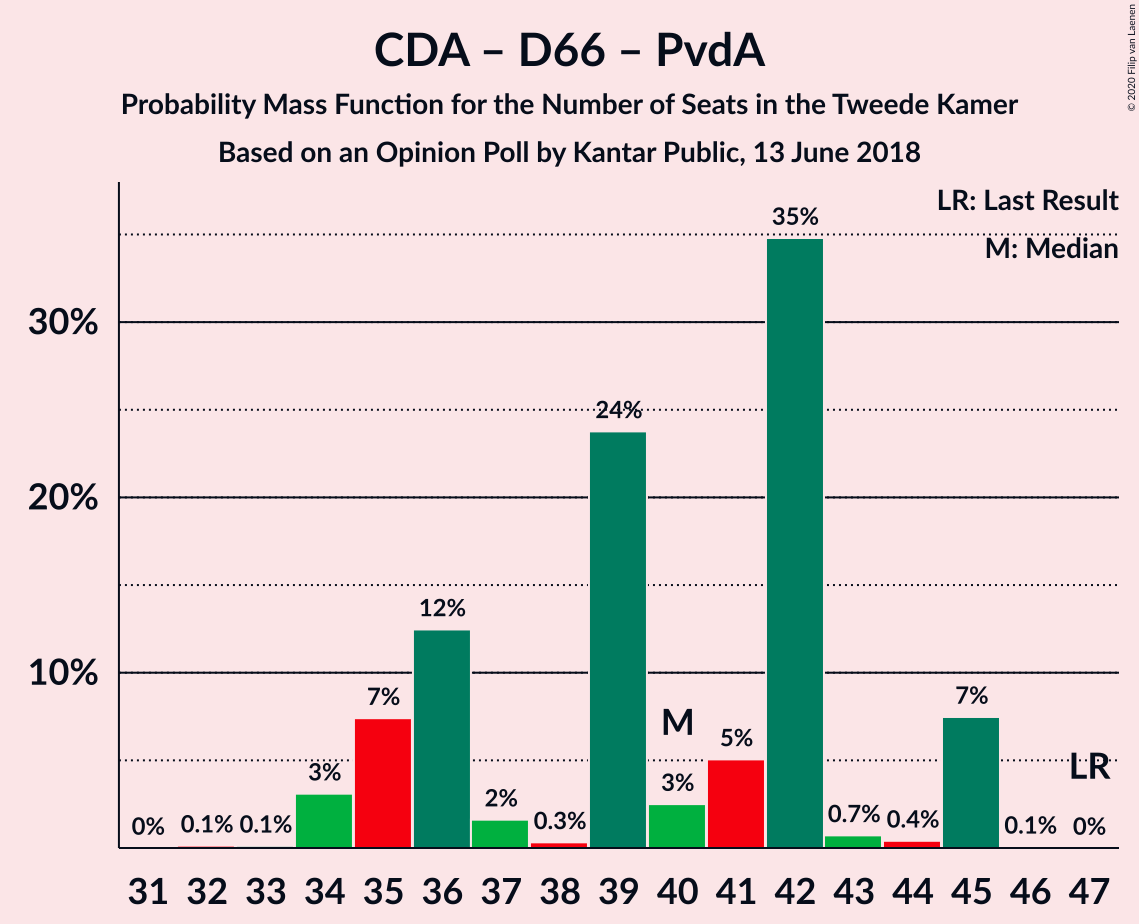 CDA – D66 – PvdA
Probability Mass Function for the Number of Seats in the Tweede Kamer
Based on an Opinion Poll by Kantar Public, 13 June 2018
© 2020 Filip van Laenen
LR: Last Result
M: Median
30%
20%
10%
0%
0.1%
0.1%
3%
7%
12%
2%
0.3%
24%
M
3%
5%
35%
0.7%
0.4%
7%
0.1%
LR
0%
31 32 33 34 35 36 37 38 39 40 41 42 43 44 45 46 47